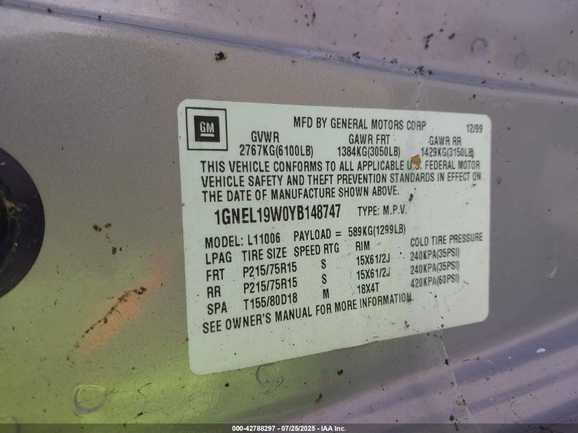 GM
MFD BY GENERAL MOTORS CORP 12/99
GVWR GAWR FRT GAWR RR
2767KG(6100LB) 1384KG(3050LB) 1429KG(3150LB)
THIS VEHICLE CONFORMS TO ALL APPLICABLE U.S. FEDERAL MOTOR
VEHICLE SAFETY AND THEFT PREVENTION STANDARDS IN EFFECT ON
THE DATE OF MANUFACTURE SHOWN ABOVE.
1GNEL19W0YB148747 TYPE: M.P.V.
MODEL: L11006 PAYLOAD = 589KG(1299LB)
LPAG TIRE SIZE SPEED RTG RIM COLD TIRE PRESSURE
FRT P215/75R15 S 15X61/2J 240KPA(35PSI)
RR P215/75R15 S 15X61/2J 240KPA(35PSI)
SPA T155/80D18 M 18X4T 420KPA(60PSI)
SEE OWNER'S MANUAL FOR MORE INFORMATION.
000-42788297 - 07/25/2025 - IAA Inc.